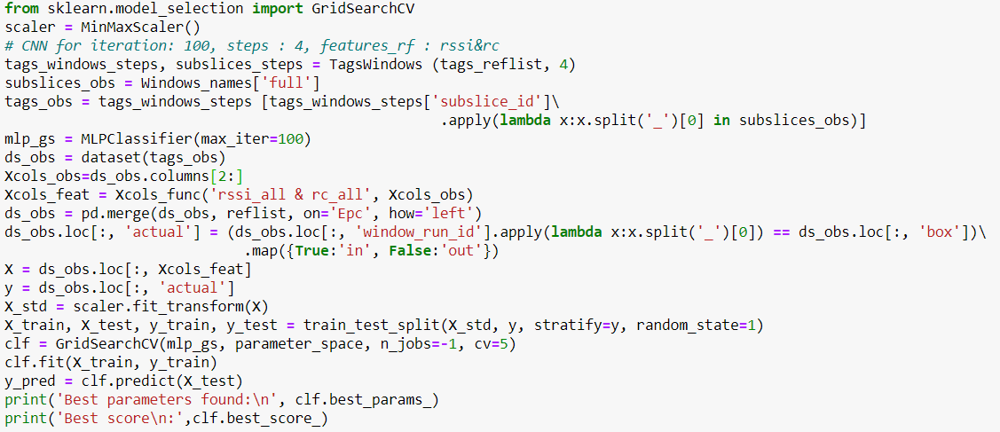 from sklearn.model_selection import GridSearchCV
scaler = MinMaxScaler()
# CNN for iteration: 100, steps : 4, features_rf : rssi&rc
tags_windows_steps, subslices_steps = TagsWindows (tags_reflist, 4)
subslices_obs = Windows_names['full']
tags_obs = tags_windows_steps [tags_windows_steps['subslice_id']\
.apply(lambda x:x.split('_')[0] in subslices_obs)]
mlp_gs = MLPClassifier(max_iter=100)
ds_obs = dataset(tags_obs)
Xcols_obs=ds_obs.columns[2:]
Xcols_feat = Xcols_func('rssi_all & rc_all', Xcols_obs)
ds_obs = pd.merge(ds_obs, reflist, on='Epc', how='left')
ds_obs.loc[:, 'actual'] = (ds_obs.loc[:, 'window_run_id'].apply(lambda x:x.split('_')[0]) == ds_obs.loc[:, 'box'])\
.map({True:'in', False:'out'})
X = ds_obs.loc[:, Xcols_feat]
y = ds_obs.loc[:, 'actual']
X_std = scaler.fit_transform(X)
X_train, X_test, y_train, y_test = train_test_split(X_std, y, stratify=y, random_state=1)
clf = GridSearchCV(mlp_gs, parameter_space, n_jobs=-1, cv=5)
clf.fit(X_train, y_train)
y_pred = clf.predict(X_test)
print('Best parameters found:\n', clf.best_params_)
print('Best score\n:',clf.best_score_)